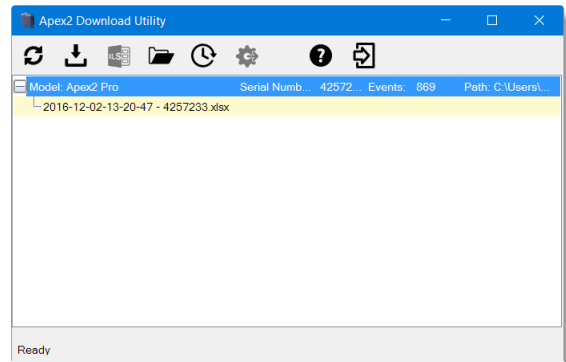 Apex2 Download Utility
XLS
Model: Apex2 Pro Serial Numb... 42572... Events: 869 Path: C:\Users\...
2016-12-02-13-20-47 - 4257233.xlsx
Ready